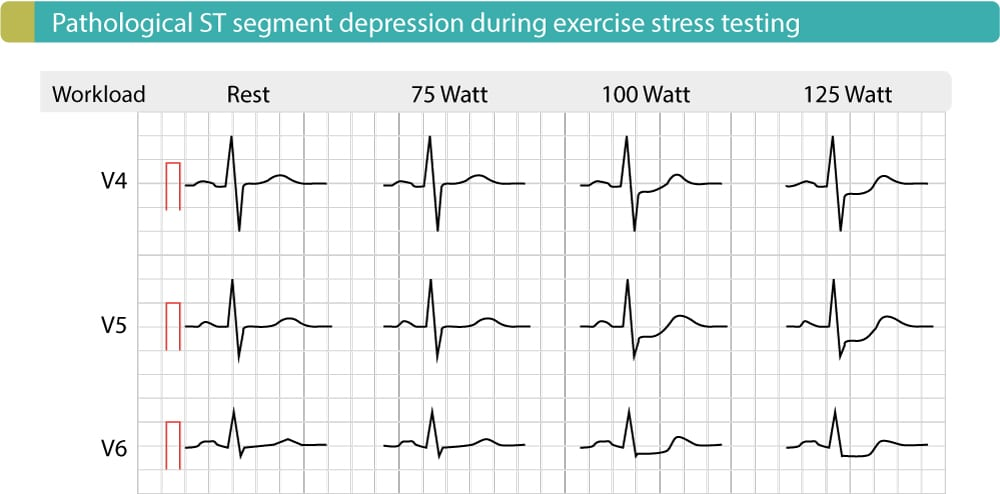 Pathological ST segment depression during exercise stress testing
Workload Rest 75 Watt 100 Watt 125 Watt
V4
V5
V6